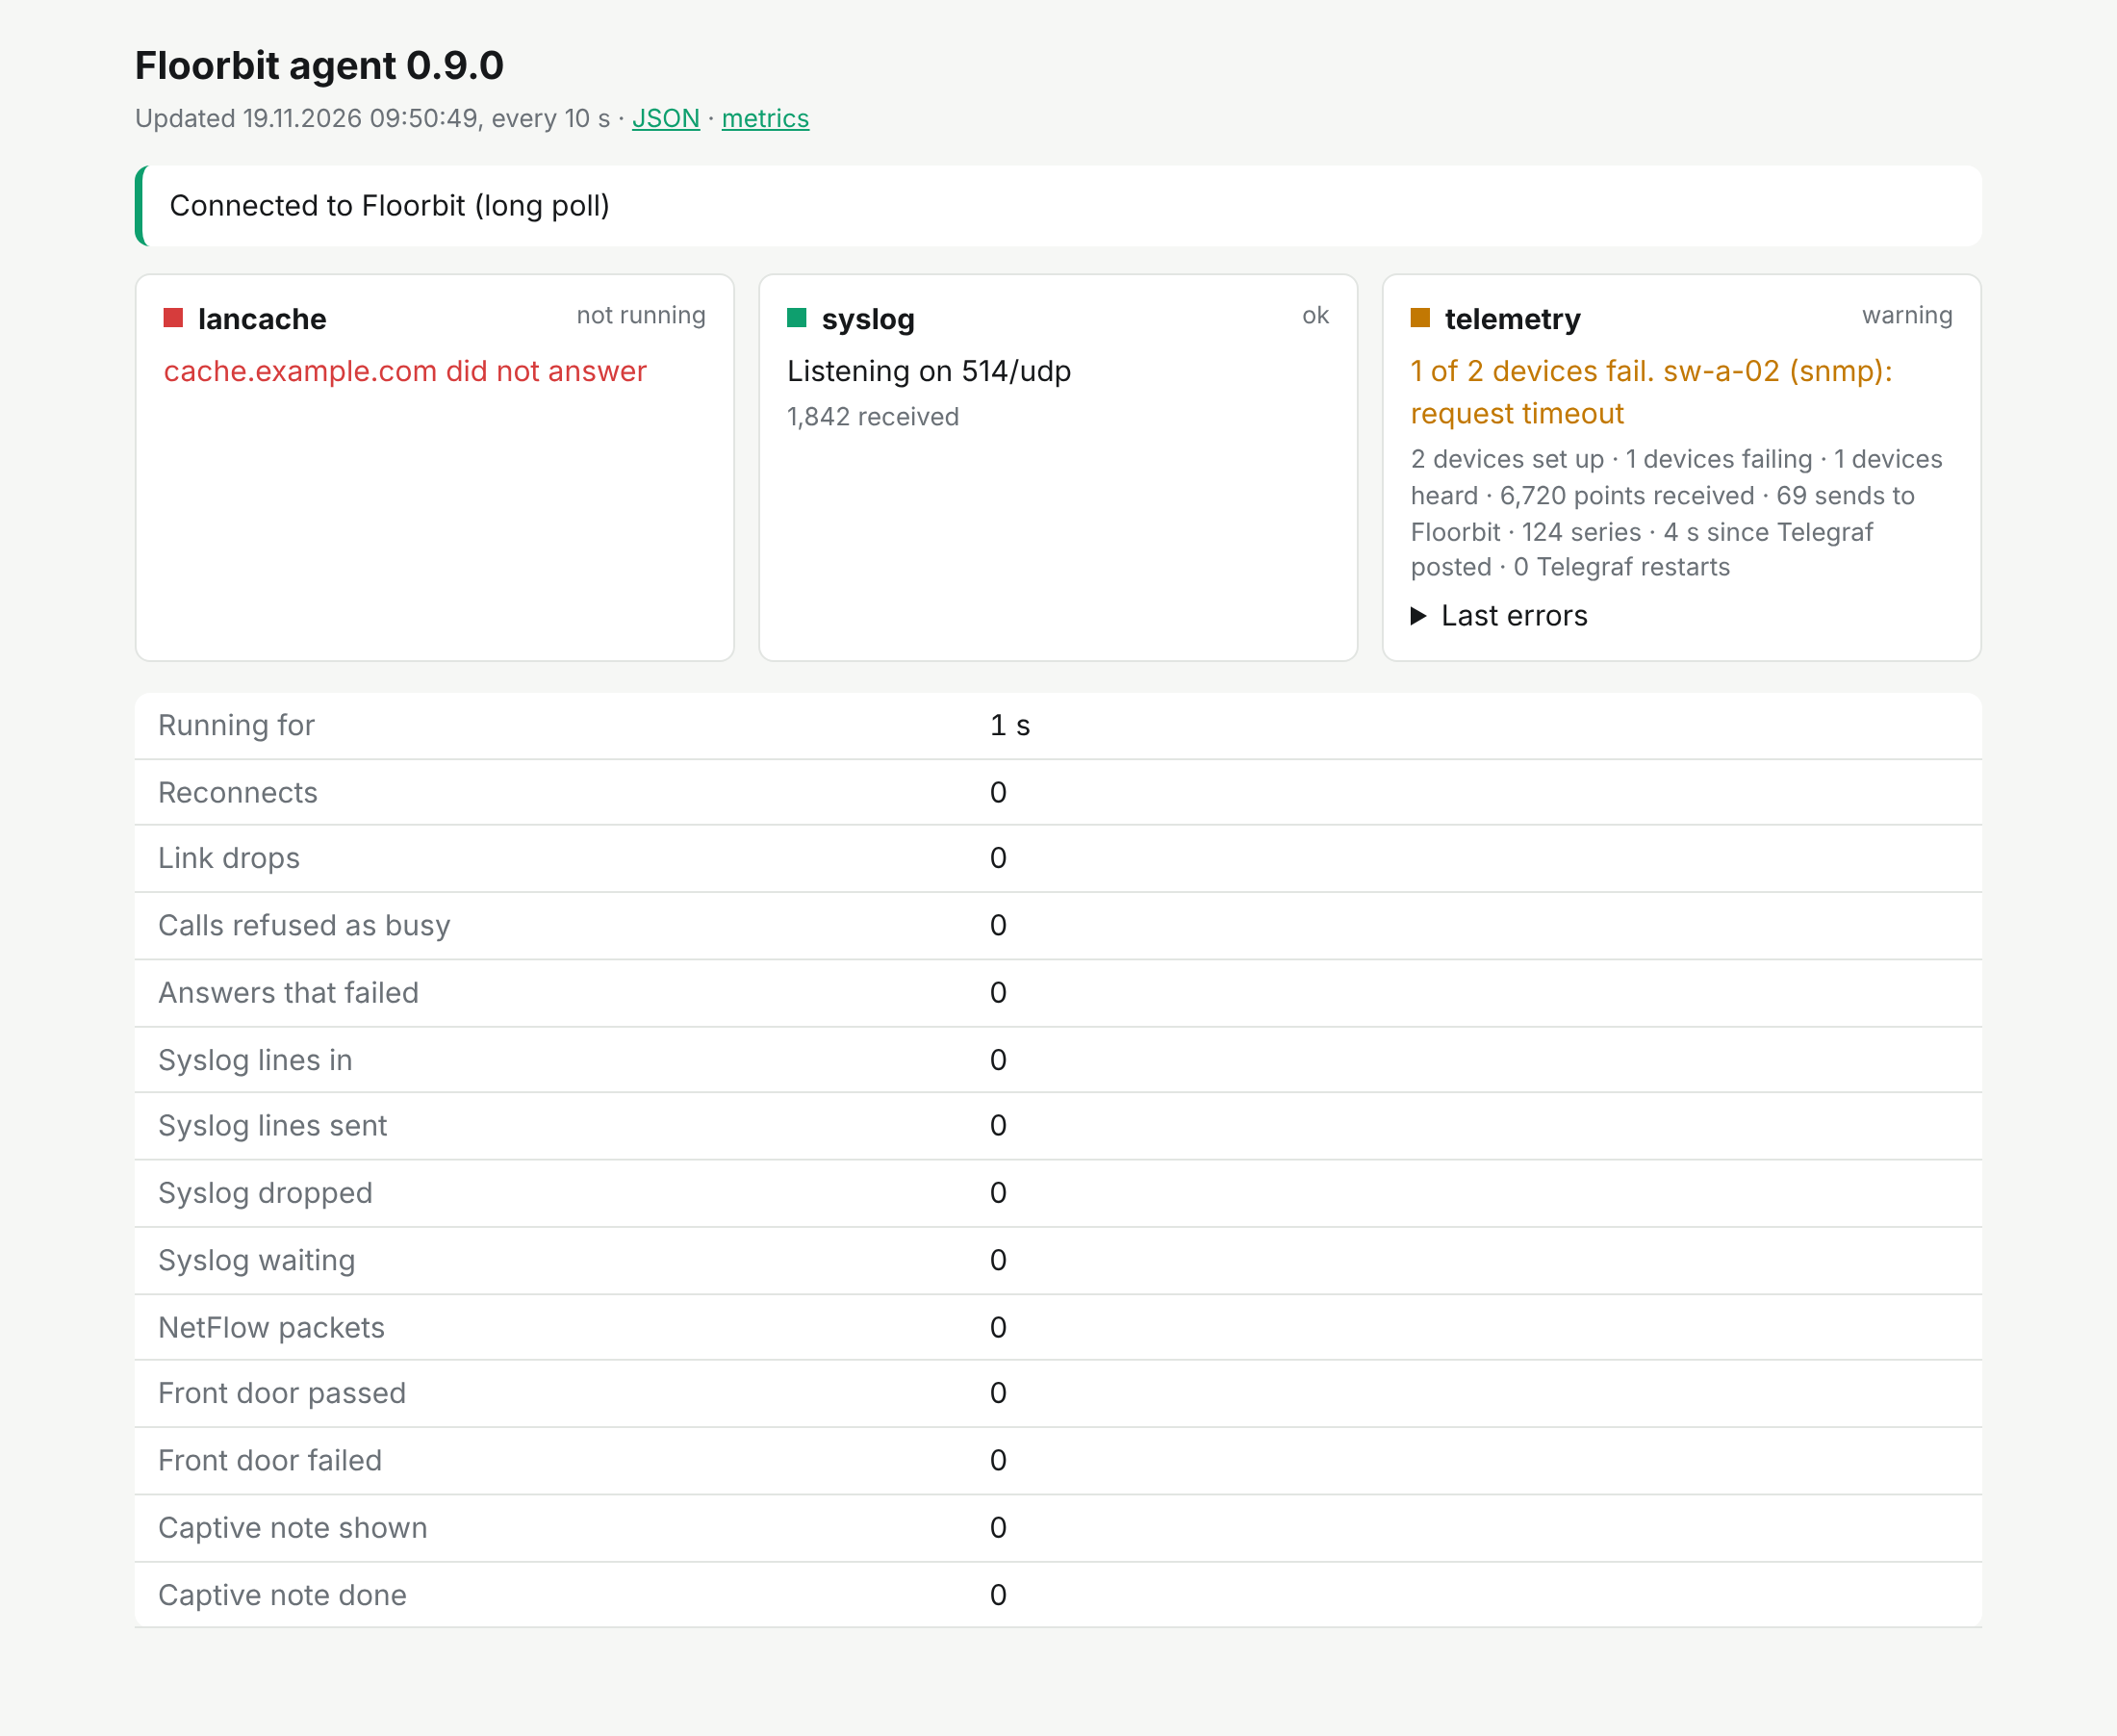 Floorbit agent 0.9.0
Updated 19.11.2026 09:50:49, every 10 s · JSON · metrics
Connected to Floorbit (long poll)
lancache not running
cache.example.com did not answer
syslog ok
Listening on 514/udp
1,842 received
telemetry warning
1 of 2 devices fail. sw-a-02 (snmp):
request timeout
2 devices set up · 1 devices failing · 1 devices
heard · 6,720 points received · 69 sends to
Floorbit · 124 series · 4 s since Telegraf
posted · 0 Telegraf restarts
Last errors
Running for 1 s
Reconnects 0
Link drops 0
Calls refused as busy 0
Answers that failed 0
Syslog lines in 0
Syslog lines sent 0
Syslog dropped 0
Syslog waiting 0
NetFlow packets 0
Front door passed 0
Front door failed 0
Captive note shown 0
Captive note done 0